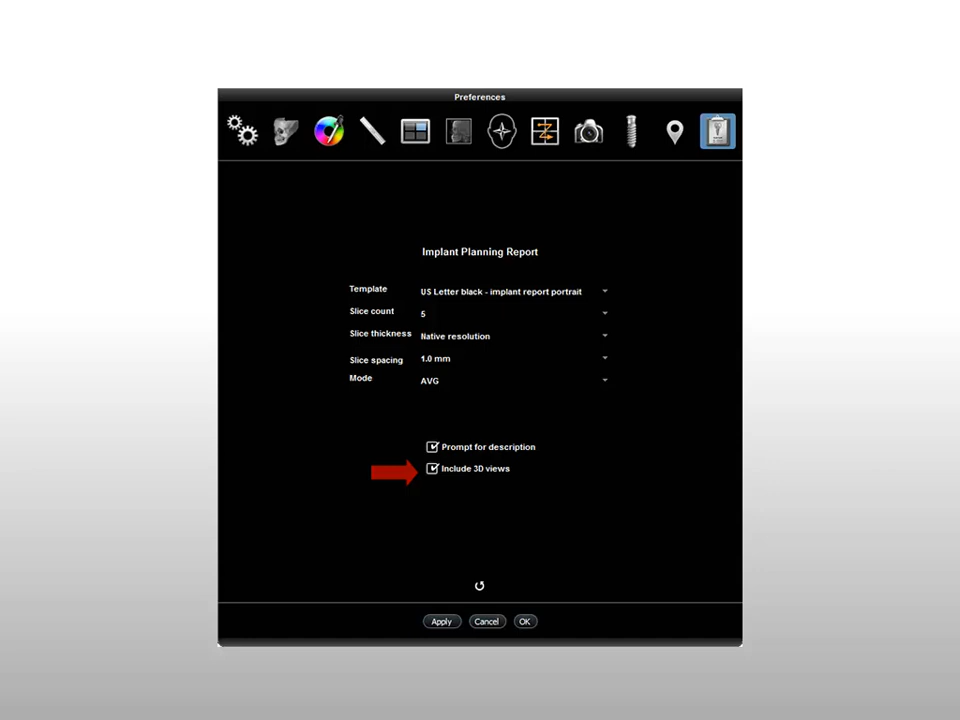 Preferences
Implant Planning Report
Template US Letter black - implant report portrait
Slice count 5
Slice thickness Native resolution
Slice spacing 1.0 mm
Mode AVG
Prompt for description
Include 3D views
Apply Cancel OK